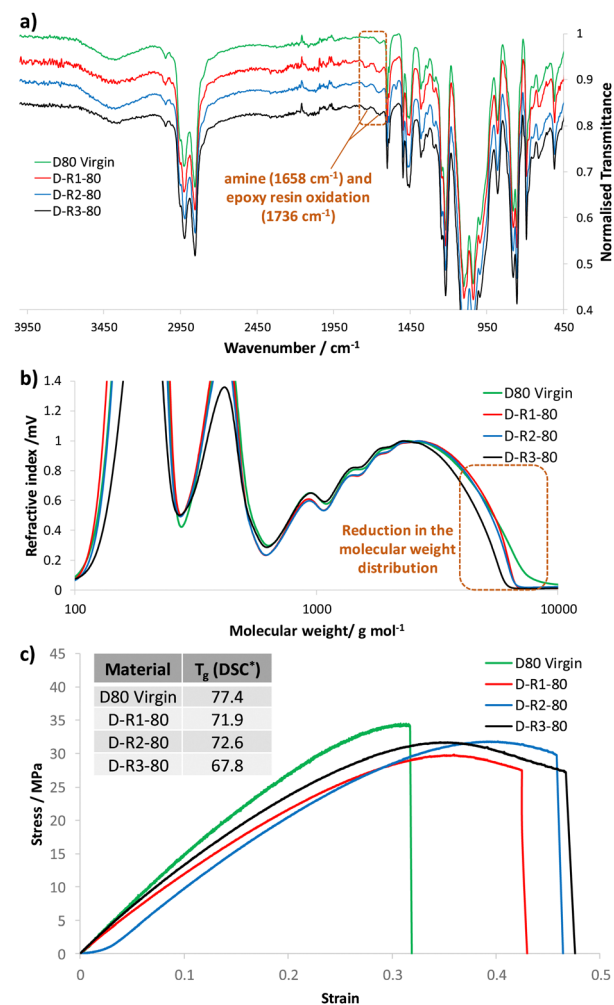 a)
1
0.9
0.8
0.7
0.6
0.5
0.4
Normalised Transmittance
D80 Virgin
D-R1-80
D-R2-80
D-R3-80
amine (1658 cm-1) and
epoxy resin oxidation
(1736 cm-1)
3950 3450 2950 2450 1950 1450 950 450
Wavenumber / cm-1
b)
1.4
1.2
1
0.8
0.6
0.4
0.2
0
Refractive index /mV
D80 Virgin
D-R1-80
D-R2-80
D-R3-80
Reduction in the
molecular weight
distribution
100 1000 10000
Molecular weight/ g mol-1
c)
45
40
35
30
25
20
15
10
5
0
Stress / MPa
Material Tg (DSC*)
D80 Virgin 77.4
D-R1-80 71.9
D-R2-80 72.6
D-R3-80 67.8
D80 Virgin
D-R1-80
D-R2-80
D-R3-80
0 0.1 0.2 0.3 0.4 0.5
Strain